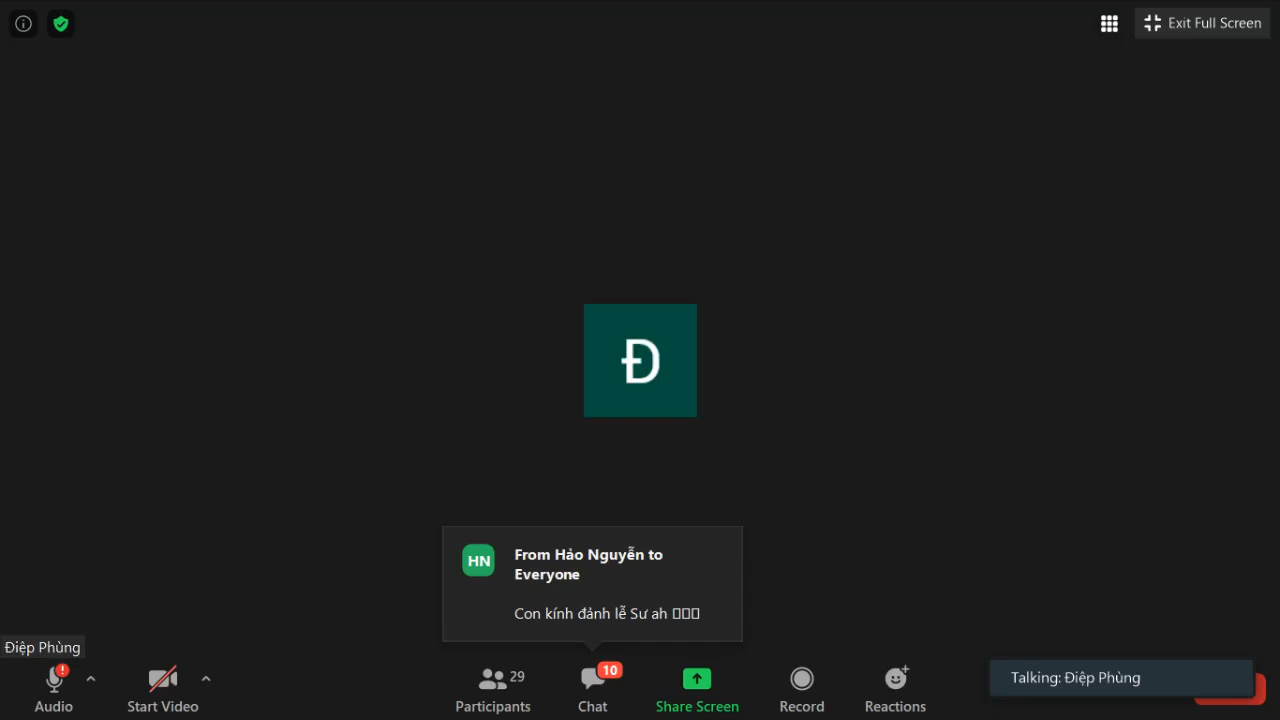 Exit Full Screen
Đ
HN
From Hảo Nguyễn to
Everyone
Con kính đảnh lễ Sư ah
Điệp Phùng
Talking: Điệp Phùng
29
10
Audio
Start Video
Participants
Chat
Share Screen
Record
Reactions